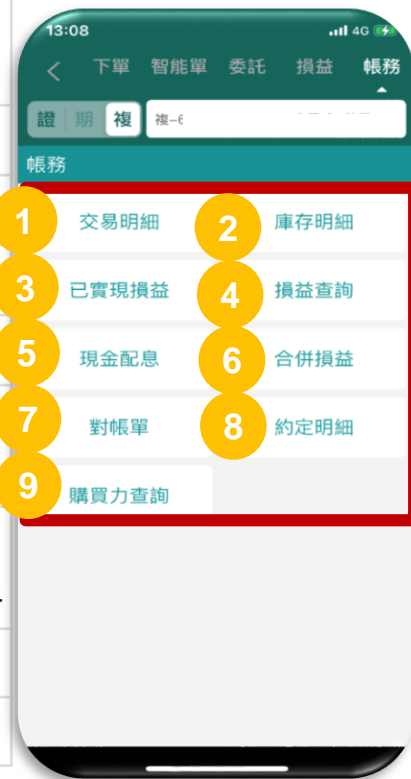 13:08 4G
下單 智能單 委託 損益 帳務
證 期 複 複-6
帳務
1 交易明細 2 庫存明細
3 已實現損益 4 損益查詢
5 現金配息 6 合併損益
7 對帳單 8 約定明細
9 購買力查詢